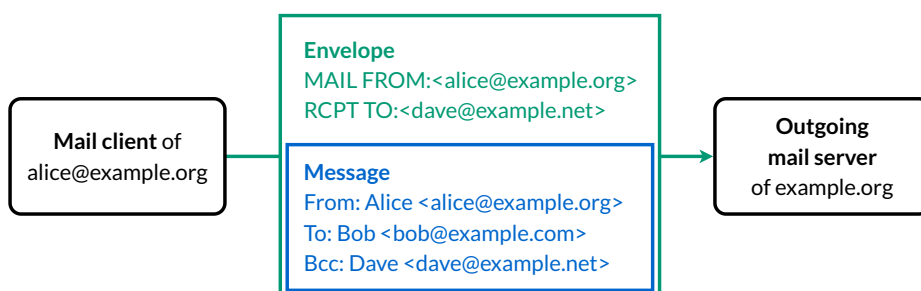 Mail client of
alice@example.org
Envelope
MAIL FROM:<alice@example.org>
RCPT TO:<dave@example.net>
Message
From: Alice <alice@example.org>
To: Bob <bob@example.com>
Bcc: Dave <dave@example.net>
Outgoing
mail server
of example.org